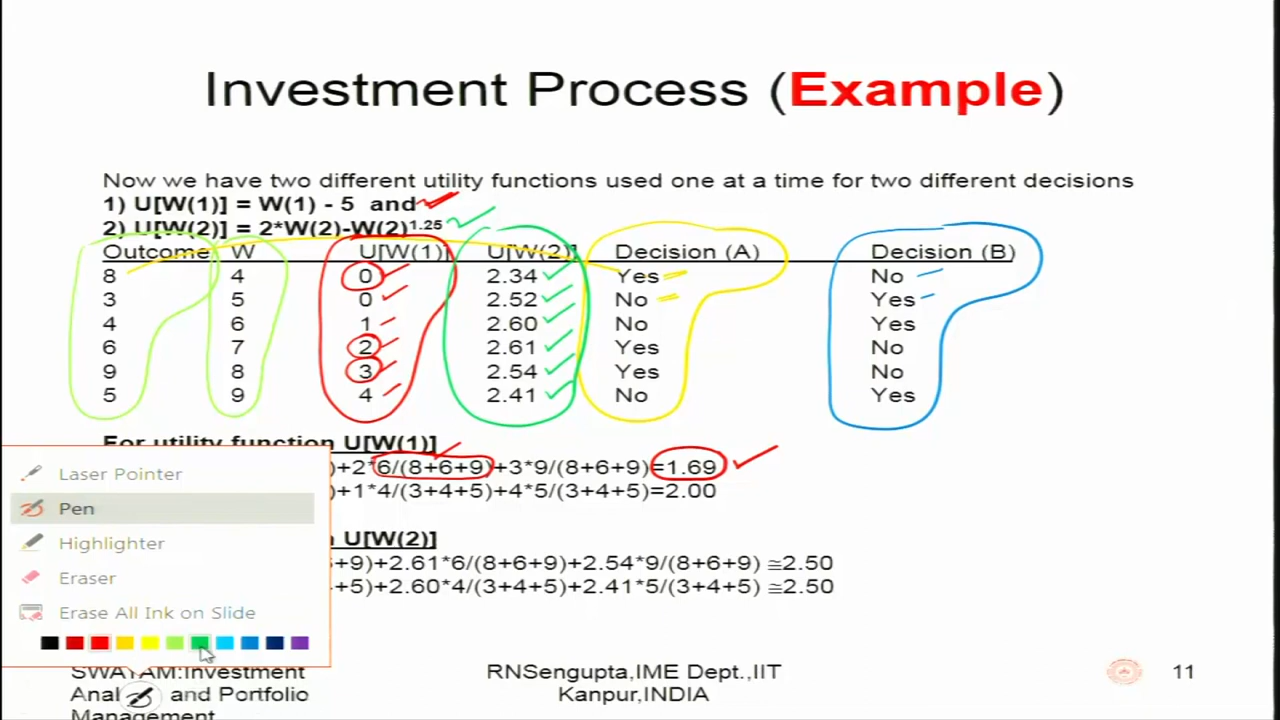 Investment Process (Example)
Now we have two different utility functions used one at a time for two different decisions
1) U[W(1)] = W(1) - 5 and
2) U[W(2)] = 2*W(2)-W(2)1.25
Outcome W U[W(1)] U[W(2)] Decision (A) Decision (B)
8 4 0 2.34 Yes No
3 5 0 2.52 No Yes
4 6 1 2.60 No Yes
6 7 2 2.61 Yes No
9 8 3 2.54 Yes No
5 9 4 2.41 No Yes
For utility function U[W(1)]
)+2*6/(8+6+9)+3*9/(8+6+9)=1.69
)+1*4/(3+4+5)+4*5/(3+4+5)=2.00
U[W(2)]
+9)+2.61*6/(8+6+9)+2.54*9/(8+6+9) ≅2.50
+5)+2.60*4/(3+4+5)+2.41*5/(3+4+5) ≅2.50
Laser Pointer
Pen
Highlighter
Eraser
Erase All Ink on Slide
SWAYAM:Investment
and Portfolio
Management
RNSengupta,IME Dept.,IIT
Kanpur,INDIA
11